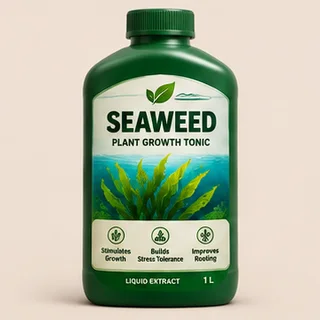 SEAWEED
PLANT GROWTH TONIC
Stimulates
Growth
Builds
Stress Tolerance
Improves
Rooting
LIQUID EXTRACT 1 L